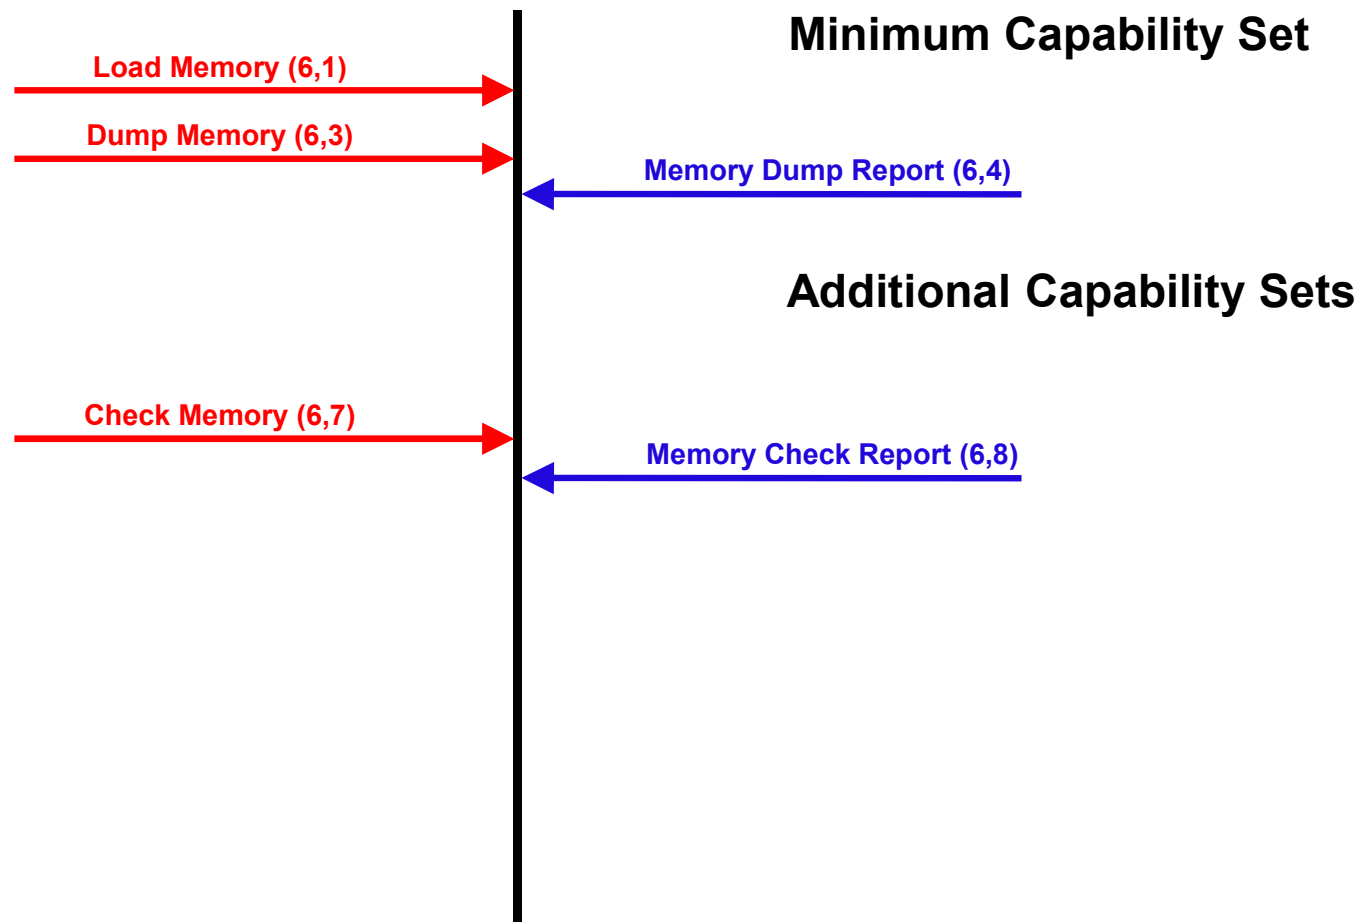 Minimum Capability Set
Load Memory (6,1)
Dump Memory (6,3)
Memory Dump Report (6,4)
Additional Capability Sets
Check Memory (6,7)
Memory Check Report (6,8)